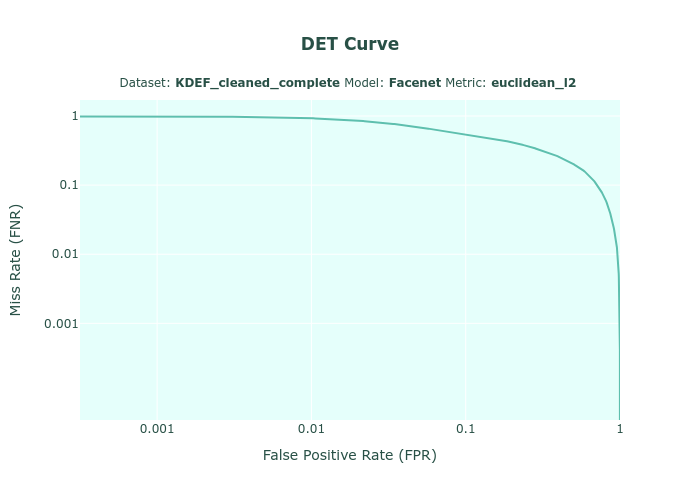 DET Curve
Dataset: KDEF_cleaned_complete Model: Facenet Metric: euclidean_l2
1
0.1
0.01
0.001
Miss Rate (FNR)
0.001 0.01 0.1 1
False Positive Rate (FPR)